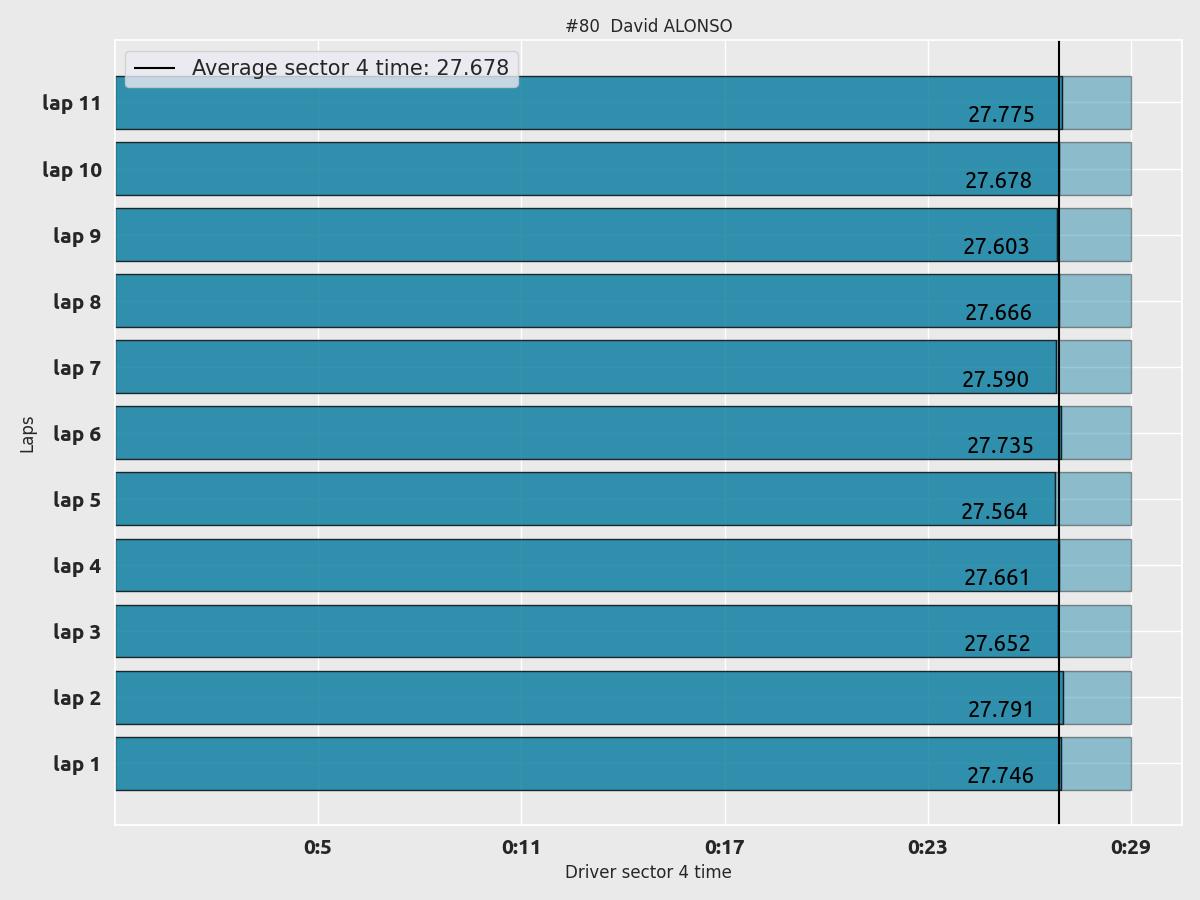 #80 David ALONSO
Average sector 4 time: 27.678
lap 11 27.775
lap 10 27.678
lap 9 27.603
lap 8 27.666
lap 7 27.590
lap 6 27.735
lap 5 27.564
lap 4 27.661
lap 3 27.652
lap 2 27.791
lap 1 27.746
Laps
0:5 0:11 0:17 0:23 0:29
Driver sector 4 time